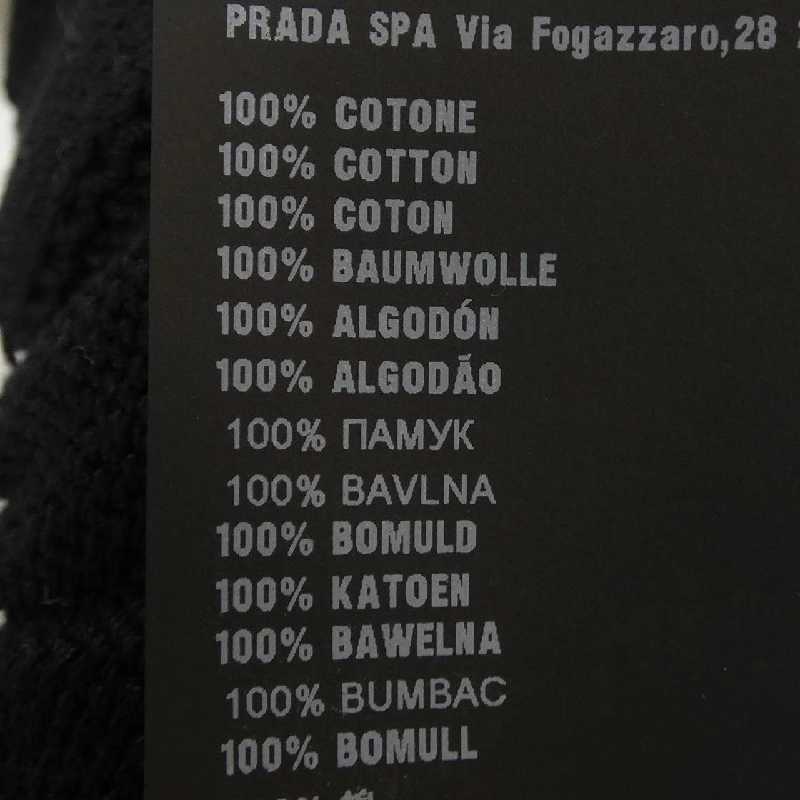 PRADA SPA Via Fogazzaro,28
100% COTONE
100% COTTON
100% COTON
100% BAUMWOLLE
100% ALGODÓN
100% ALGODÃO
100% ПАМУК
100% BAVLNA
100% BOMULD
100% KATOEN
100% BAWELNA
100% BUMBAC
100% BOMULL